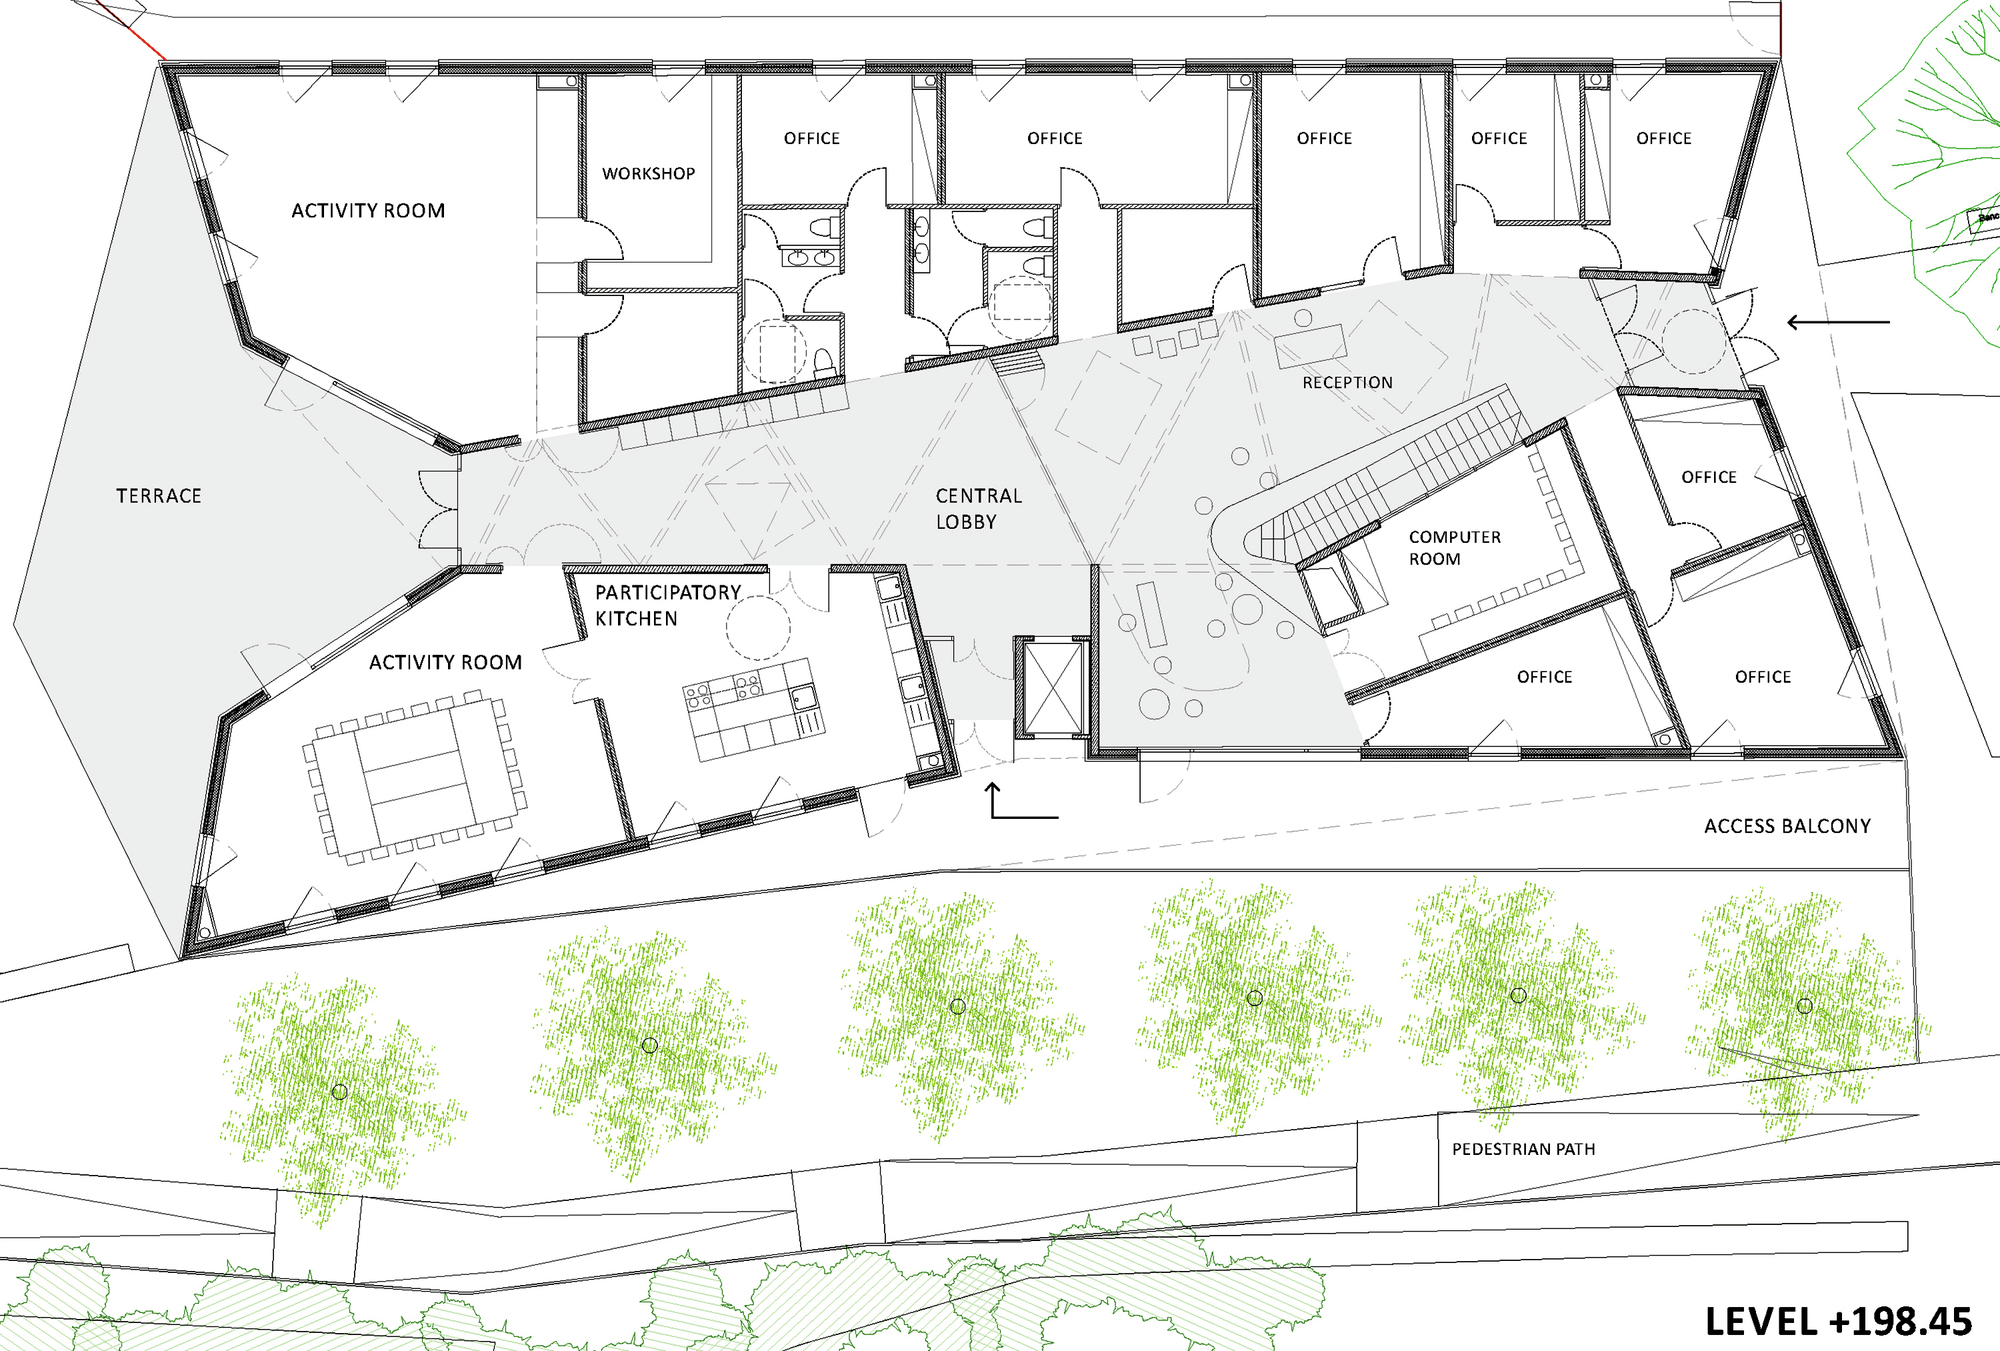 OFFICE
OFFICE
OFFICE
OFFICE
OFFICE
WORKSHOP
ACTIVITY ROOM
Banc
RECEPTION
TERRACE
CENTRAL
LOBBY
OFFICE
COMPUTER
ROOM
PARTICIPATORY
KITCHEN
ACTIVITY ROOM
OFFICE
OFFICE
ACCESS BALCONY
PEDESTRIAN PATH
LEVEL +198.45